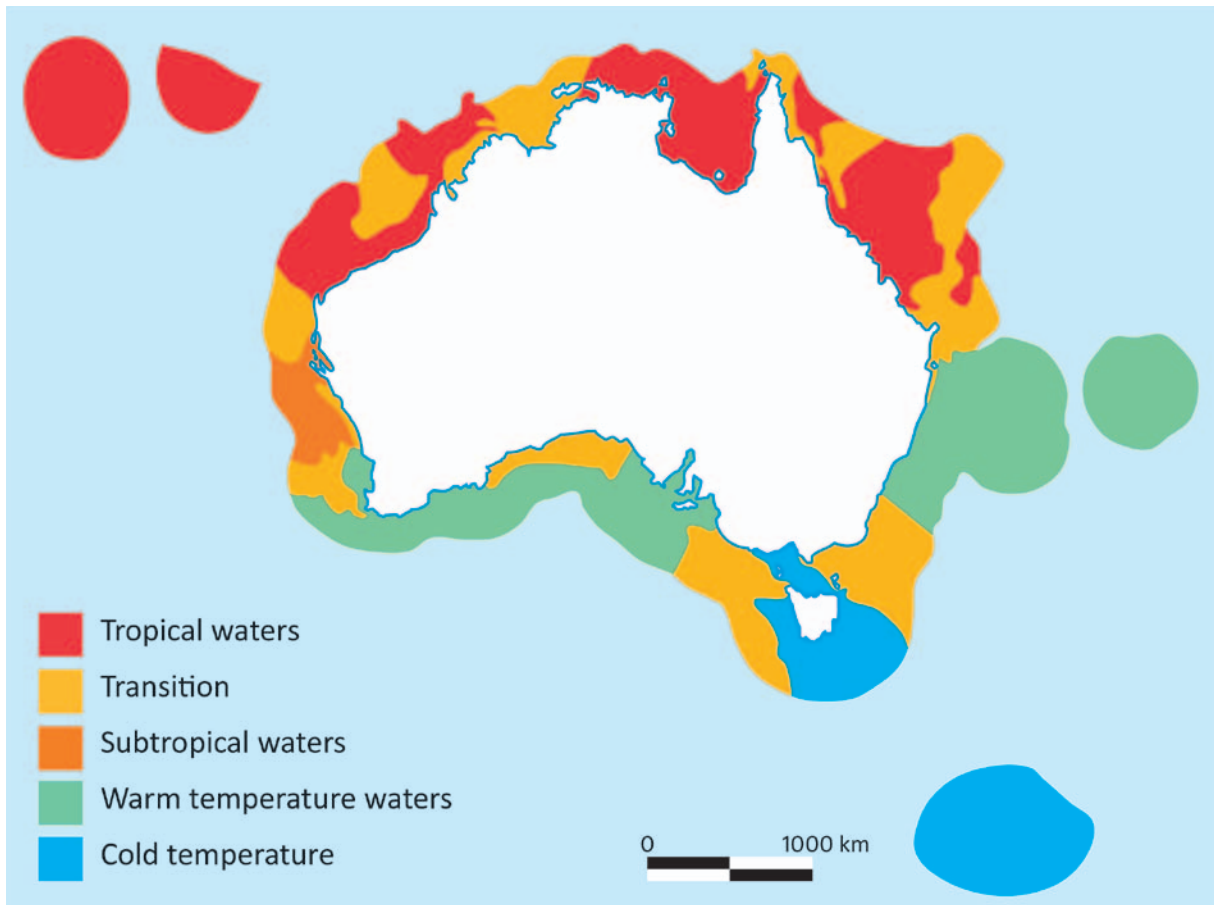 Tropical waters
Transition
Subtropical waters
Warm temperature waters
Cold temperature
0 1000 km